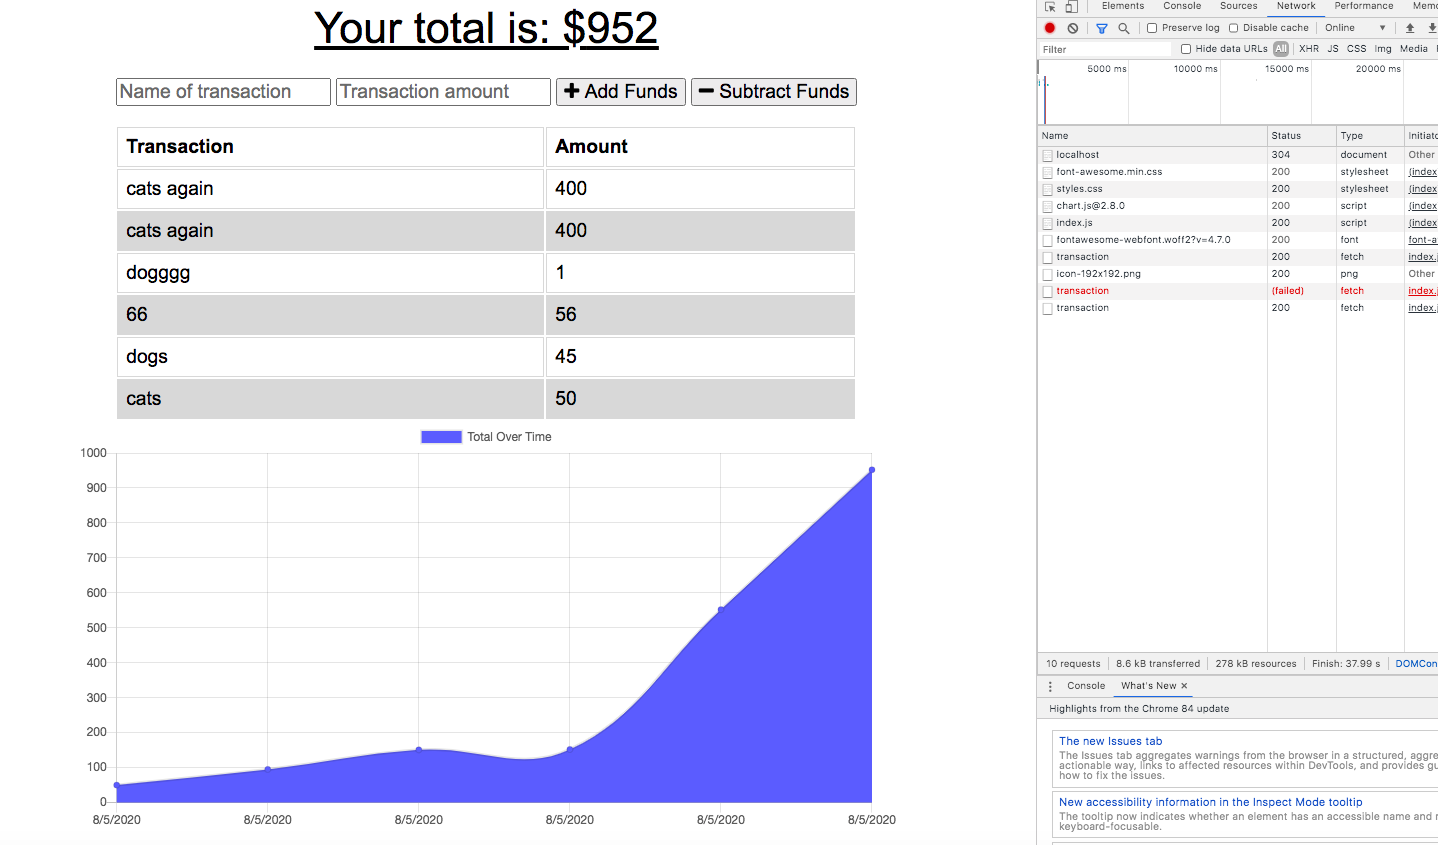 Your total is: $952
Name of transaction Transaction amount Add Funds Subtract Funds
Transaction Amount
cats again 400
cats again 400
dogggg 1
66 56
dogs 45
cats 50
Total Over Time
1000
900
800
700
600
500
400
300
200
100
0
8/5/2020 8/5/2020 8/5/2020 8/5/2020 8/5/2020 8/5/2020
Elements Console Sources Network Performance Mem
Preserve log Disable cache Online
Filter Hide data URLs All XHR JS CSS Img Media
5000 ms 10000 ms 15000 ms 20000 ms
Name Status Type Initiato
localhost 304 document Other
font-awesome.min.css 200 stylesheet (index
styles.css 200 stylesheet (index
chart.js@2.8.0 200 script (index
index.js 200 script (index
fontawesome-webfont.woff2?v=4.7.0 200 font font-a
transaction 200 fetch index.j
icon-192x192.png 200 png Other
transaction (failed) fetch index.j
transaction 200 fetch index.j
10 requests 8.6 kB transferred 278 kB resources Finish: 37.99 s DOMCon
Console What's New ×
Highlights from the Chrome 84 update
The new Issues tab
The Issues tab aggregates warnings from the browser in a structured, aggre
actionable way, links to affected resources within DevTools, and provides gu
how to fix the issues.
New accessibility information in the Inspect Mode tooltip
The tooltip now indicates whether an element has an accessible name and r
keyboard-focusable.